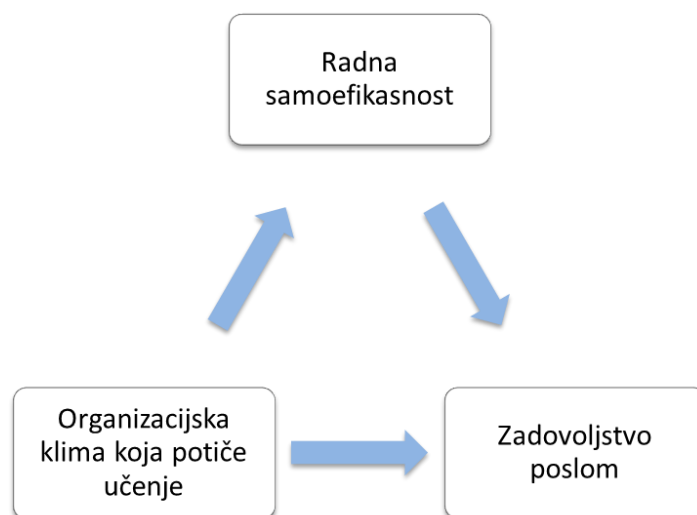 Radna
samoefikasnost
Organizacijska
klima koja potiče
učenje
Zadovoljstvo
poslom